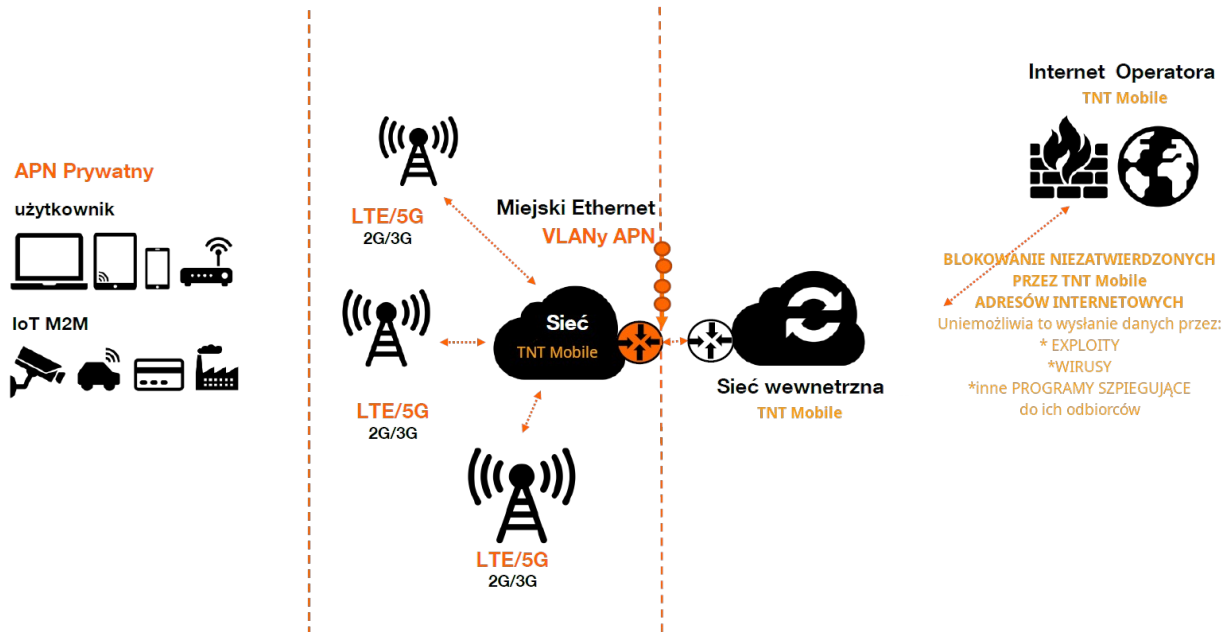 APN Prywatny
użytkownik
IoT M2M
LTE/5G
2G/3G
LTE/5G
2G/3G
LTE/5G
2G/3G
Miejski Ethernet
VLANy APN
Sieć
TNT Mobile
Sieć wewnetrzna
TNT Mobile
Internet Operatora
TNT Mobile
BLOKOWANIE NIEZATWIERDZONYCH
PRZEZ TNT Mobile
ADRESÓW INTERNETOWYCH
Uniemożliwia to wysłanie danych przez:
* EXPLOITY
*WIRUSY
*inne PROGRAMY SZPIEGUJĄCE
do ich odbiorców